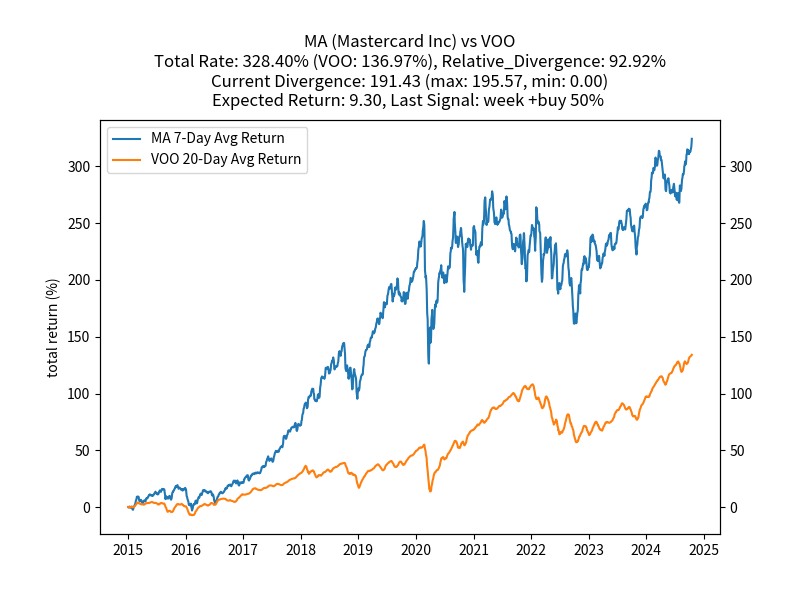 MA (Mastercard Inc) vs VOO
Total Rate: 328.40% (VOO: 136.97%), Relative_Divergence: 92.92%
Current Divergence: 191.43 (max: 195.57, min: 0.00)
Expected Return: 9.30, Last Signal: week +buy 50%
MA 7-Day Avg Return
VOO 20-Day Avg Return
total return (%)
300 300
250 250
200 200
150 150
100 100
50 50
0 0
2015 2016 2017 2018 2019 2020 2021 2022 2023 2024 2025